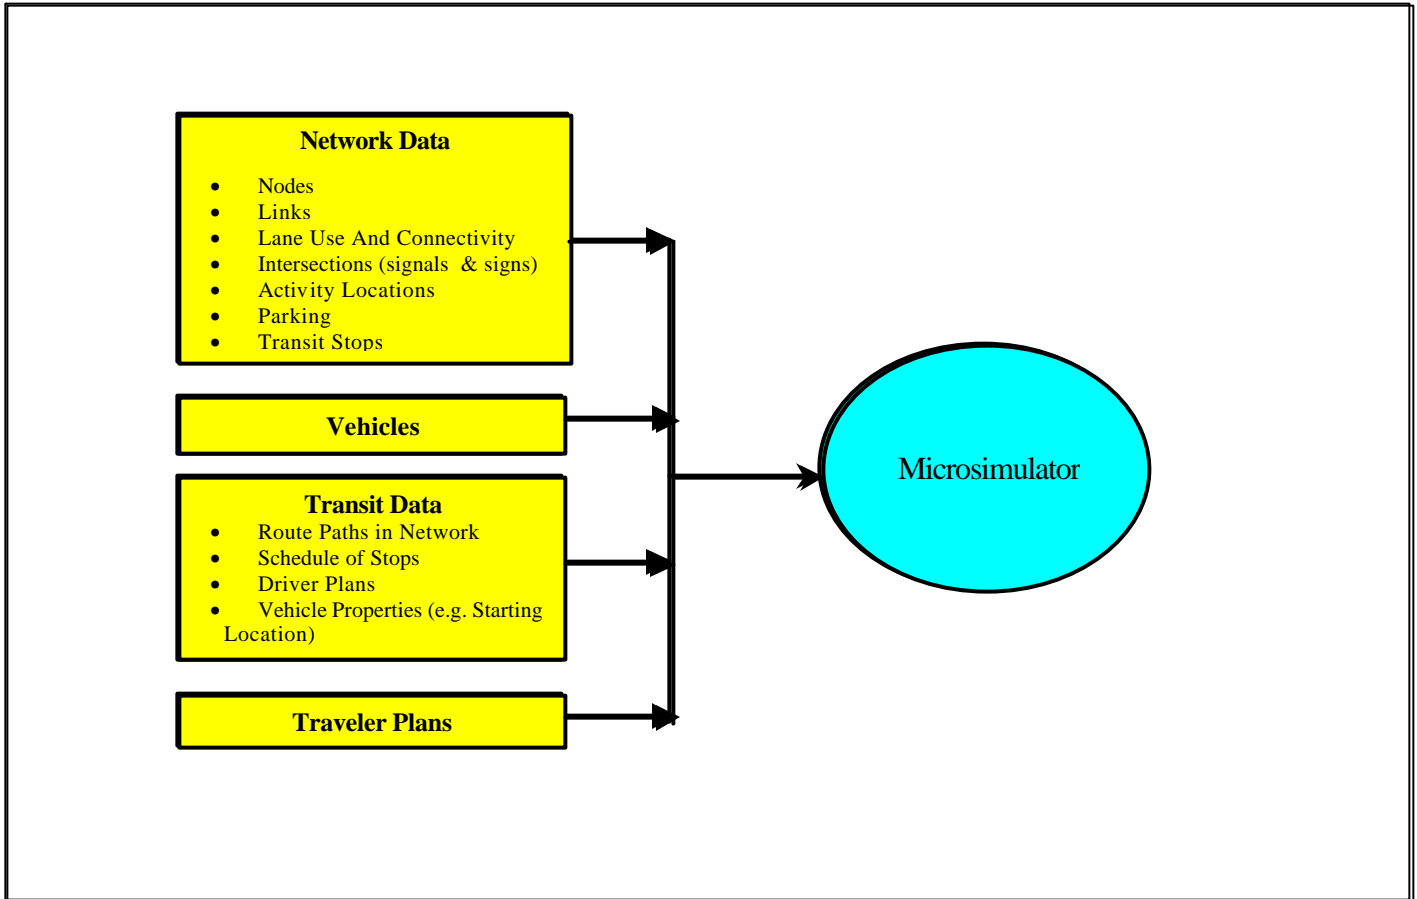 Network Data
• Nodes
• Links
• Lane Use And Connectivity
• Intersections (signals & signs)
• Activity Locations
• Parking
• Transit Stops
Vehicles
Transit Data
• Route Paths in Network
• Schedule of Stops
• Driver Plans
• Vehicle Properties (e.g. Starting
Location)
Traveler Plans
Microsimulator